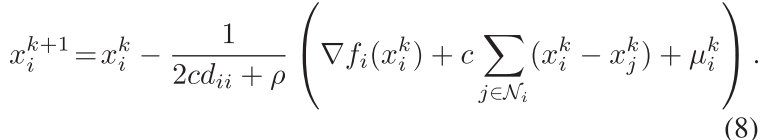 x_i^{k+1} = x_i^k - \frac{1}{2cd_{ii} + \rho} \left( \nabla f_i(x_i^k) + c \sum_{j \in \mathcal{N}_i} (x_i^k - x_j^k) + \mu_i^k \right).
(8)